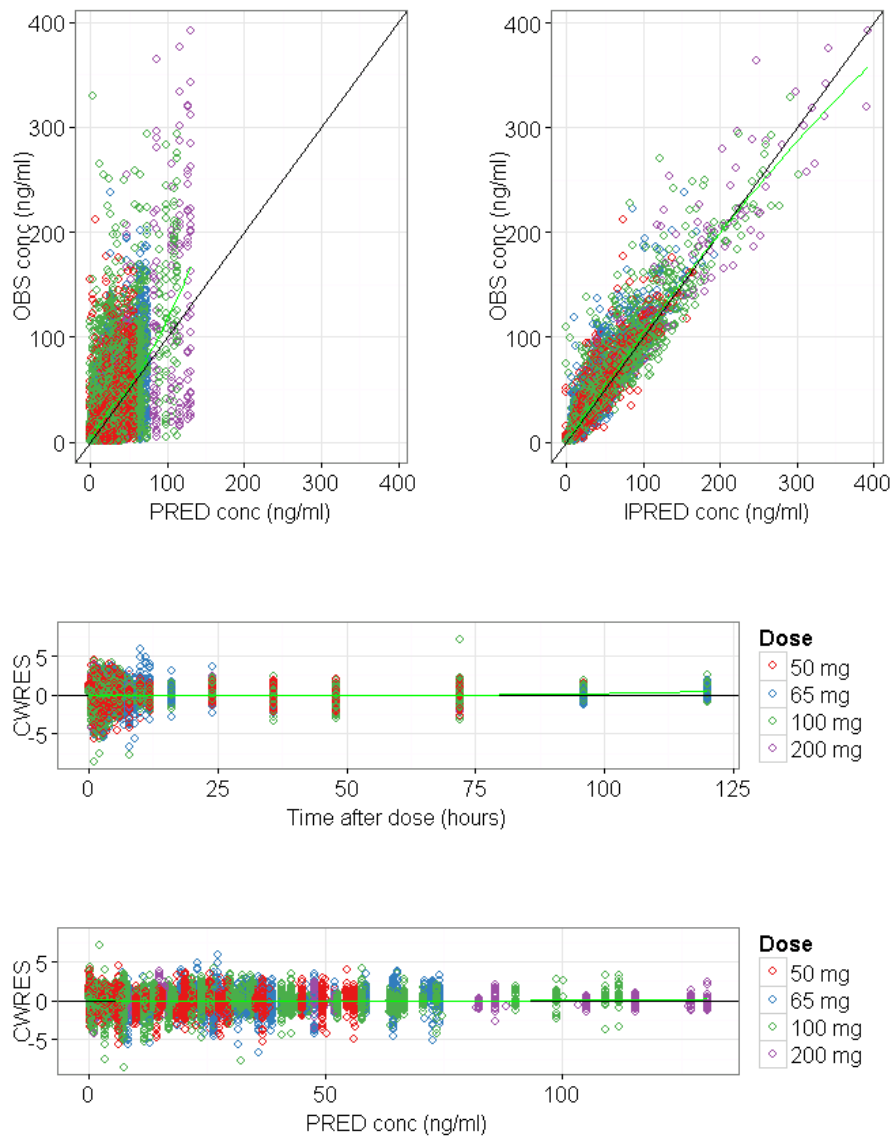 400
300
200
100
0
OBS conc (ng/ml)
0 100 200 300 400
PRED conc (ng/ml)
400
300
200
100
0
OBS conc (ng/ml)
0 100 200 300 400
IPRED conc (ng/ml)
5
0
-5
CWRES
0 25 50 75 100 125
Time after dose (hours)
Dose
50 mg
65 mg
100 mg
200 mg
5
0
-5
CWRES
0 50 100
PRED conc (ng/ml)
Dose
50 mg
65 mg
100 mg
200 mg